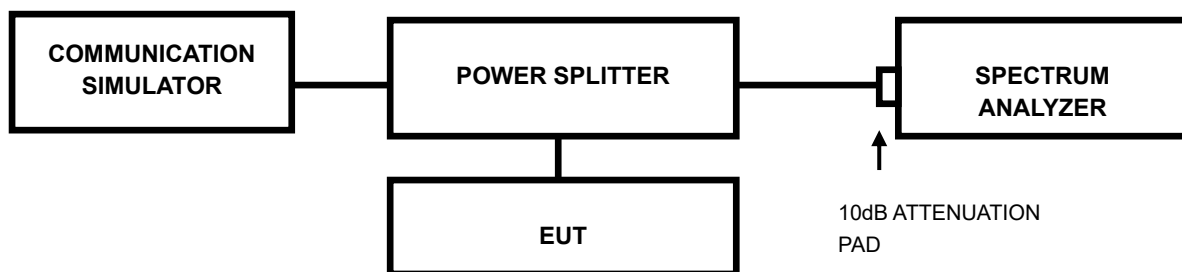 COMMUNICATION
SIMULATOR
POWER SPLITTER
SPECTRUM
ANALYZER
EUT
10dB ATTENUATION
PAD